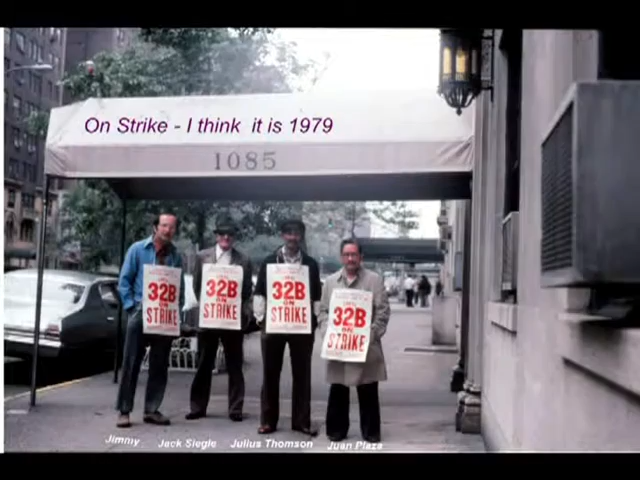 On Strike - I think it is 1979
1085
32B
ON
STRIKE
32B
ON
STRIKE
32B
ON
STRIKE
32B
ON
STRIKE
Jimmy Jack Siegle Julius Thomson Juan Plaza